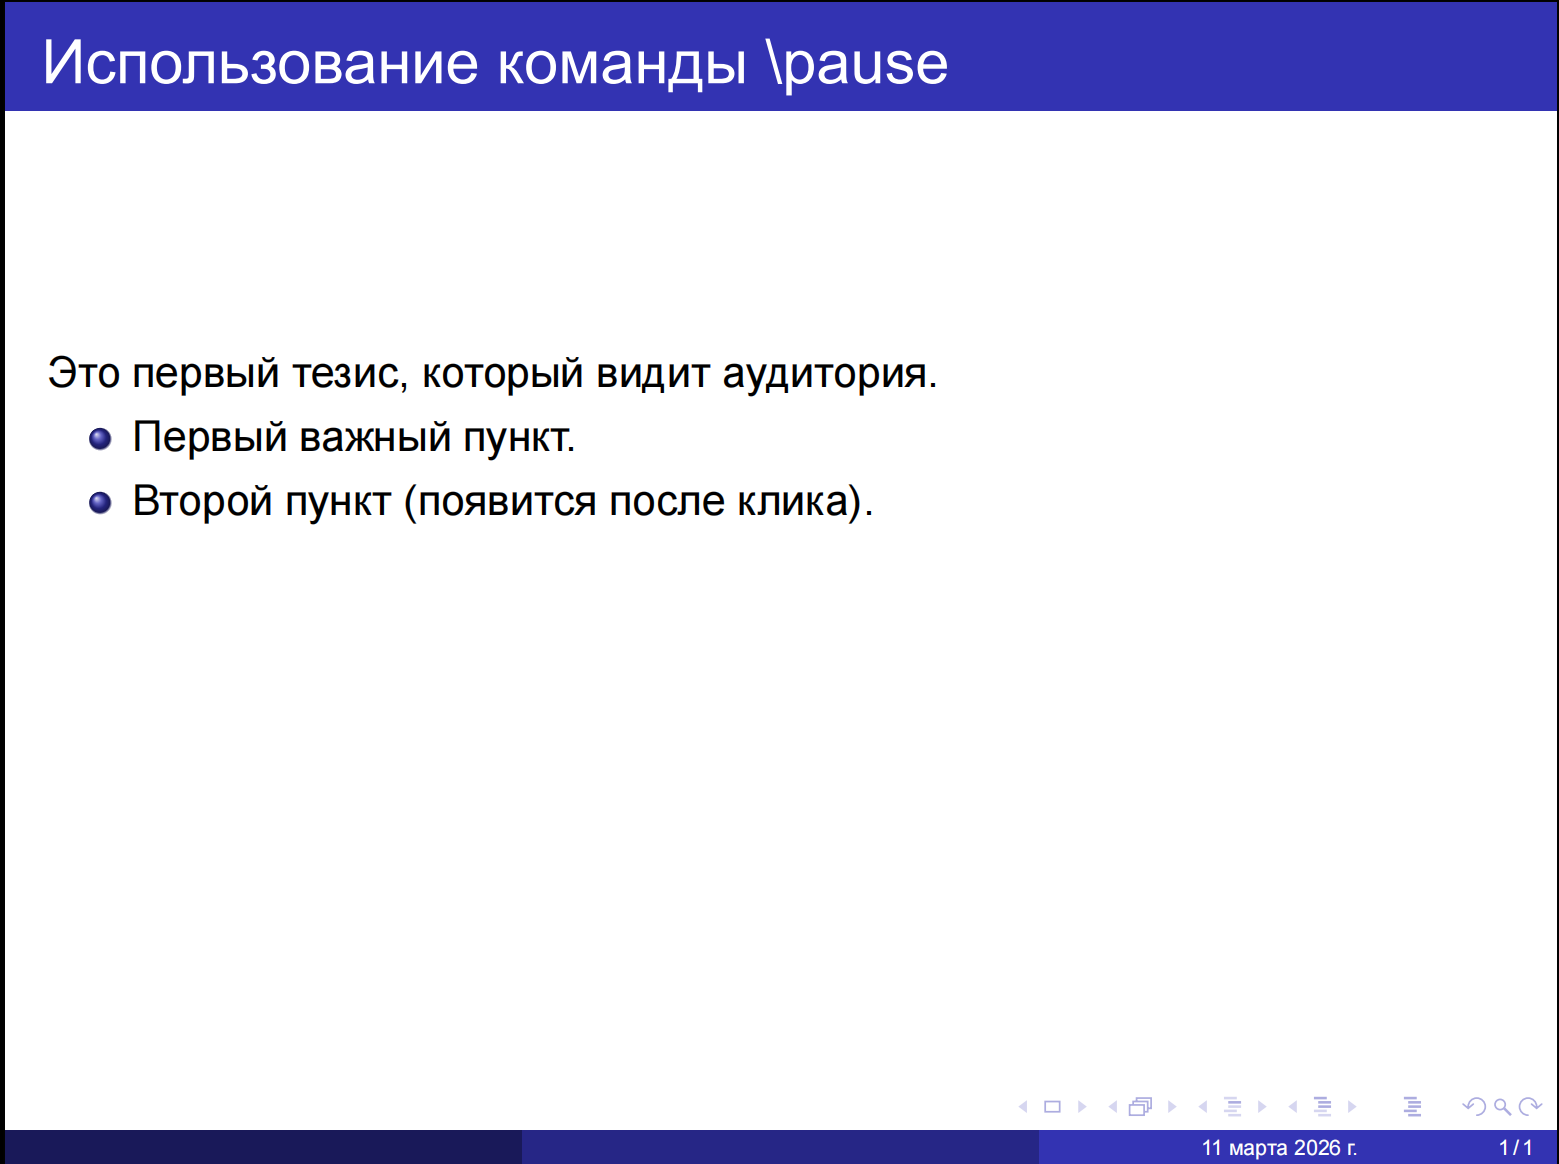 Использование команды \pause
Это первый тезис, который видит аудитория.
Первый важный пункт.
Второй пункт (появится после клика).
11 марта 2026 г.
1 / 1